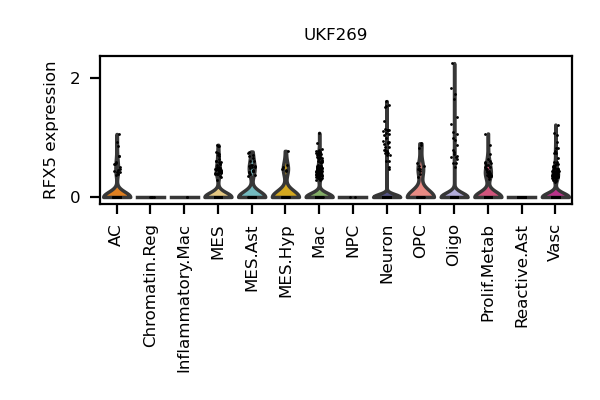 UKF269
RFX5 expression
2
0
AC
Chromatin.Reg
Inflammatory.Mac
MES
MES.Ast
MES.Hyp
Mac
NPC
Neuron
OPC
Oligo
Prolif.Metab
Reactive.Ast
Vasc